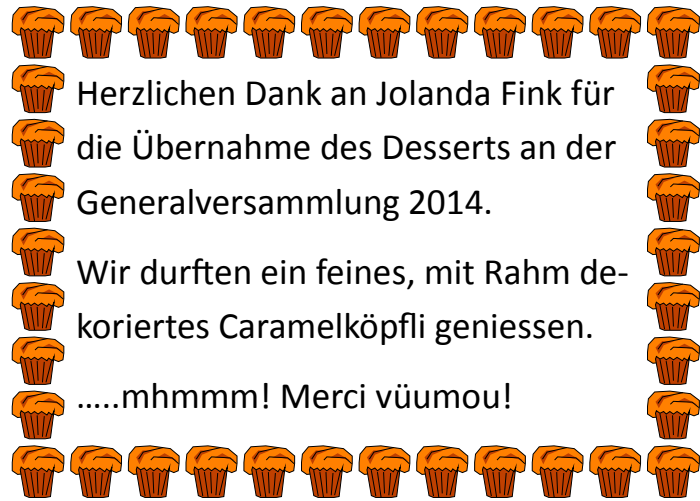 Herzlichen Dank an Jolanda Fink für
die Übernahme des Desserts an der
Generalversammlung 2014.
Wir durften ein feines, mit Rahm de-
koriertes Caramelköpfli geniessen.
…..mhmmm! Merci vüumou!